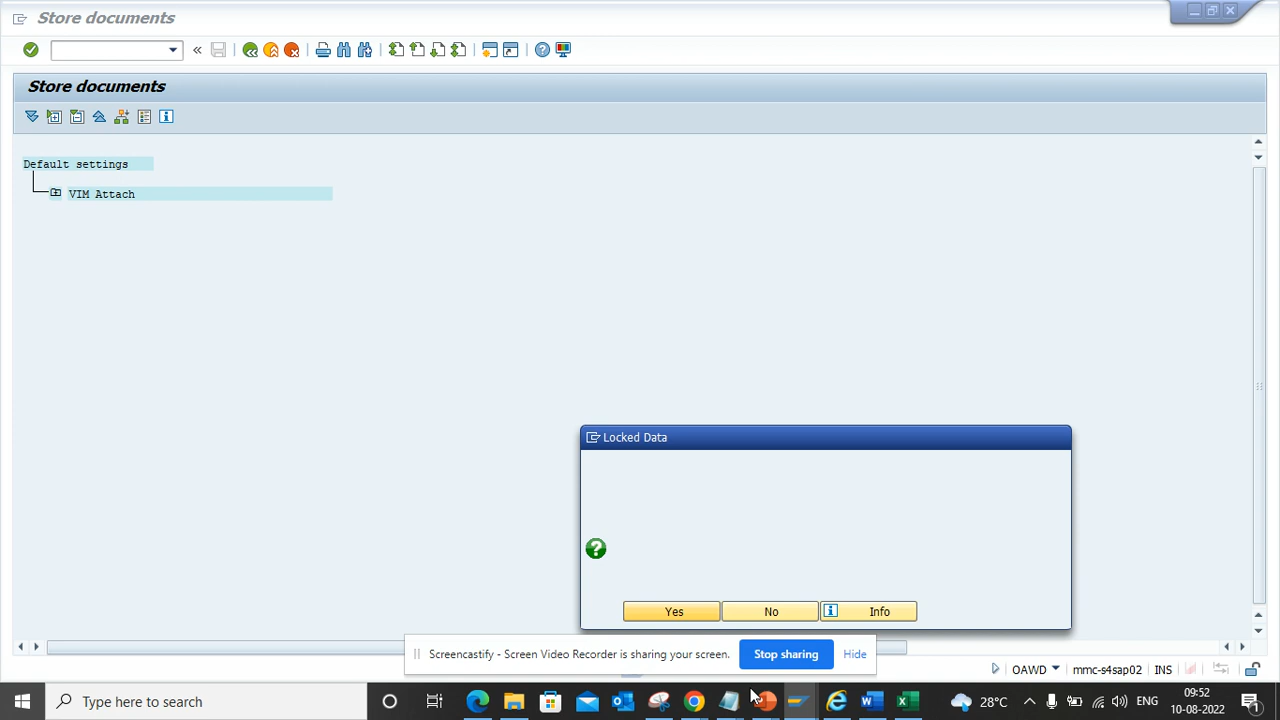 Store documents
Store documents
Default settings
VIM Attach
Locked Data
Yes
No
Info
Screencastify - Screen Video Recorder is sharing your screen.
Stop sharing
Hide
OAWD
mmc-s4sap02
INS
Type here to search
28°C
ENG
09:52
10-08-2022
1